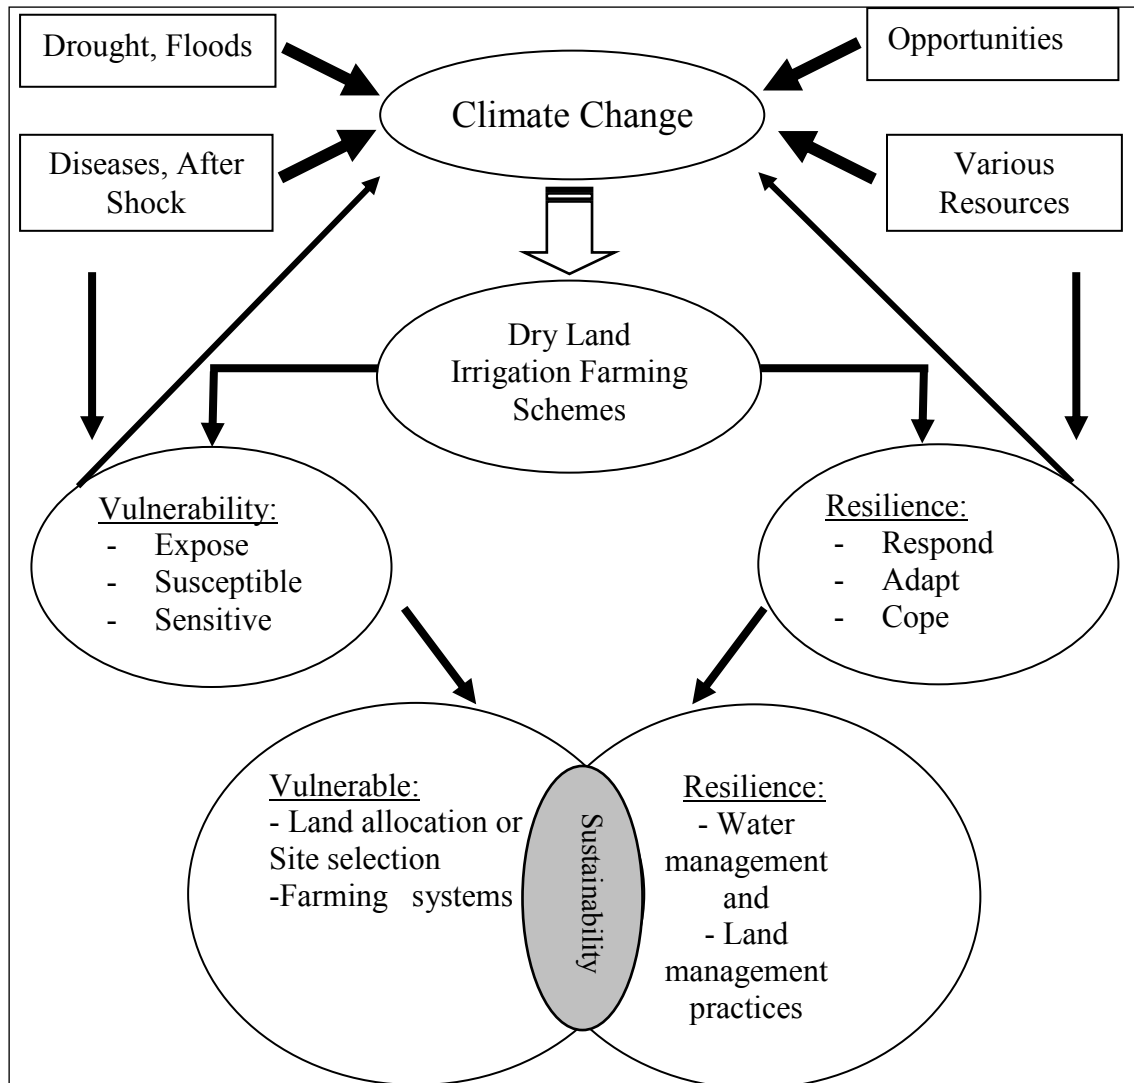 Drought, Floods
Opportunities
Climate Change
Diseases, After
Shock
Various
Resources
Dry Land
Irrigation Farming
Schemes
Vulnerability:
- Expose
- Susceptible
- Sensitive
Resilience:
- Respond
- Adapt
- Cope
Vulnerable:
- Land allocation or
Site selection
-Farming systems
Sustainability
Resilience:
- Water
management
and
- Land
management
practices